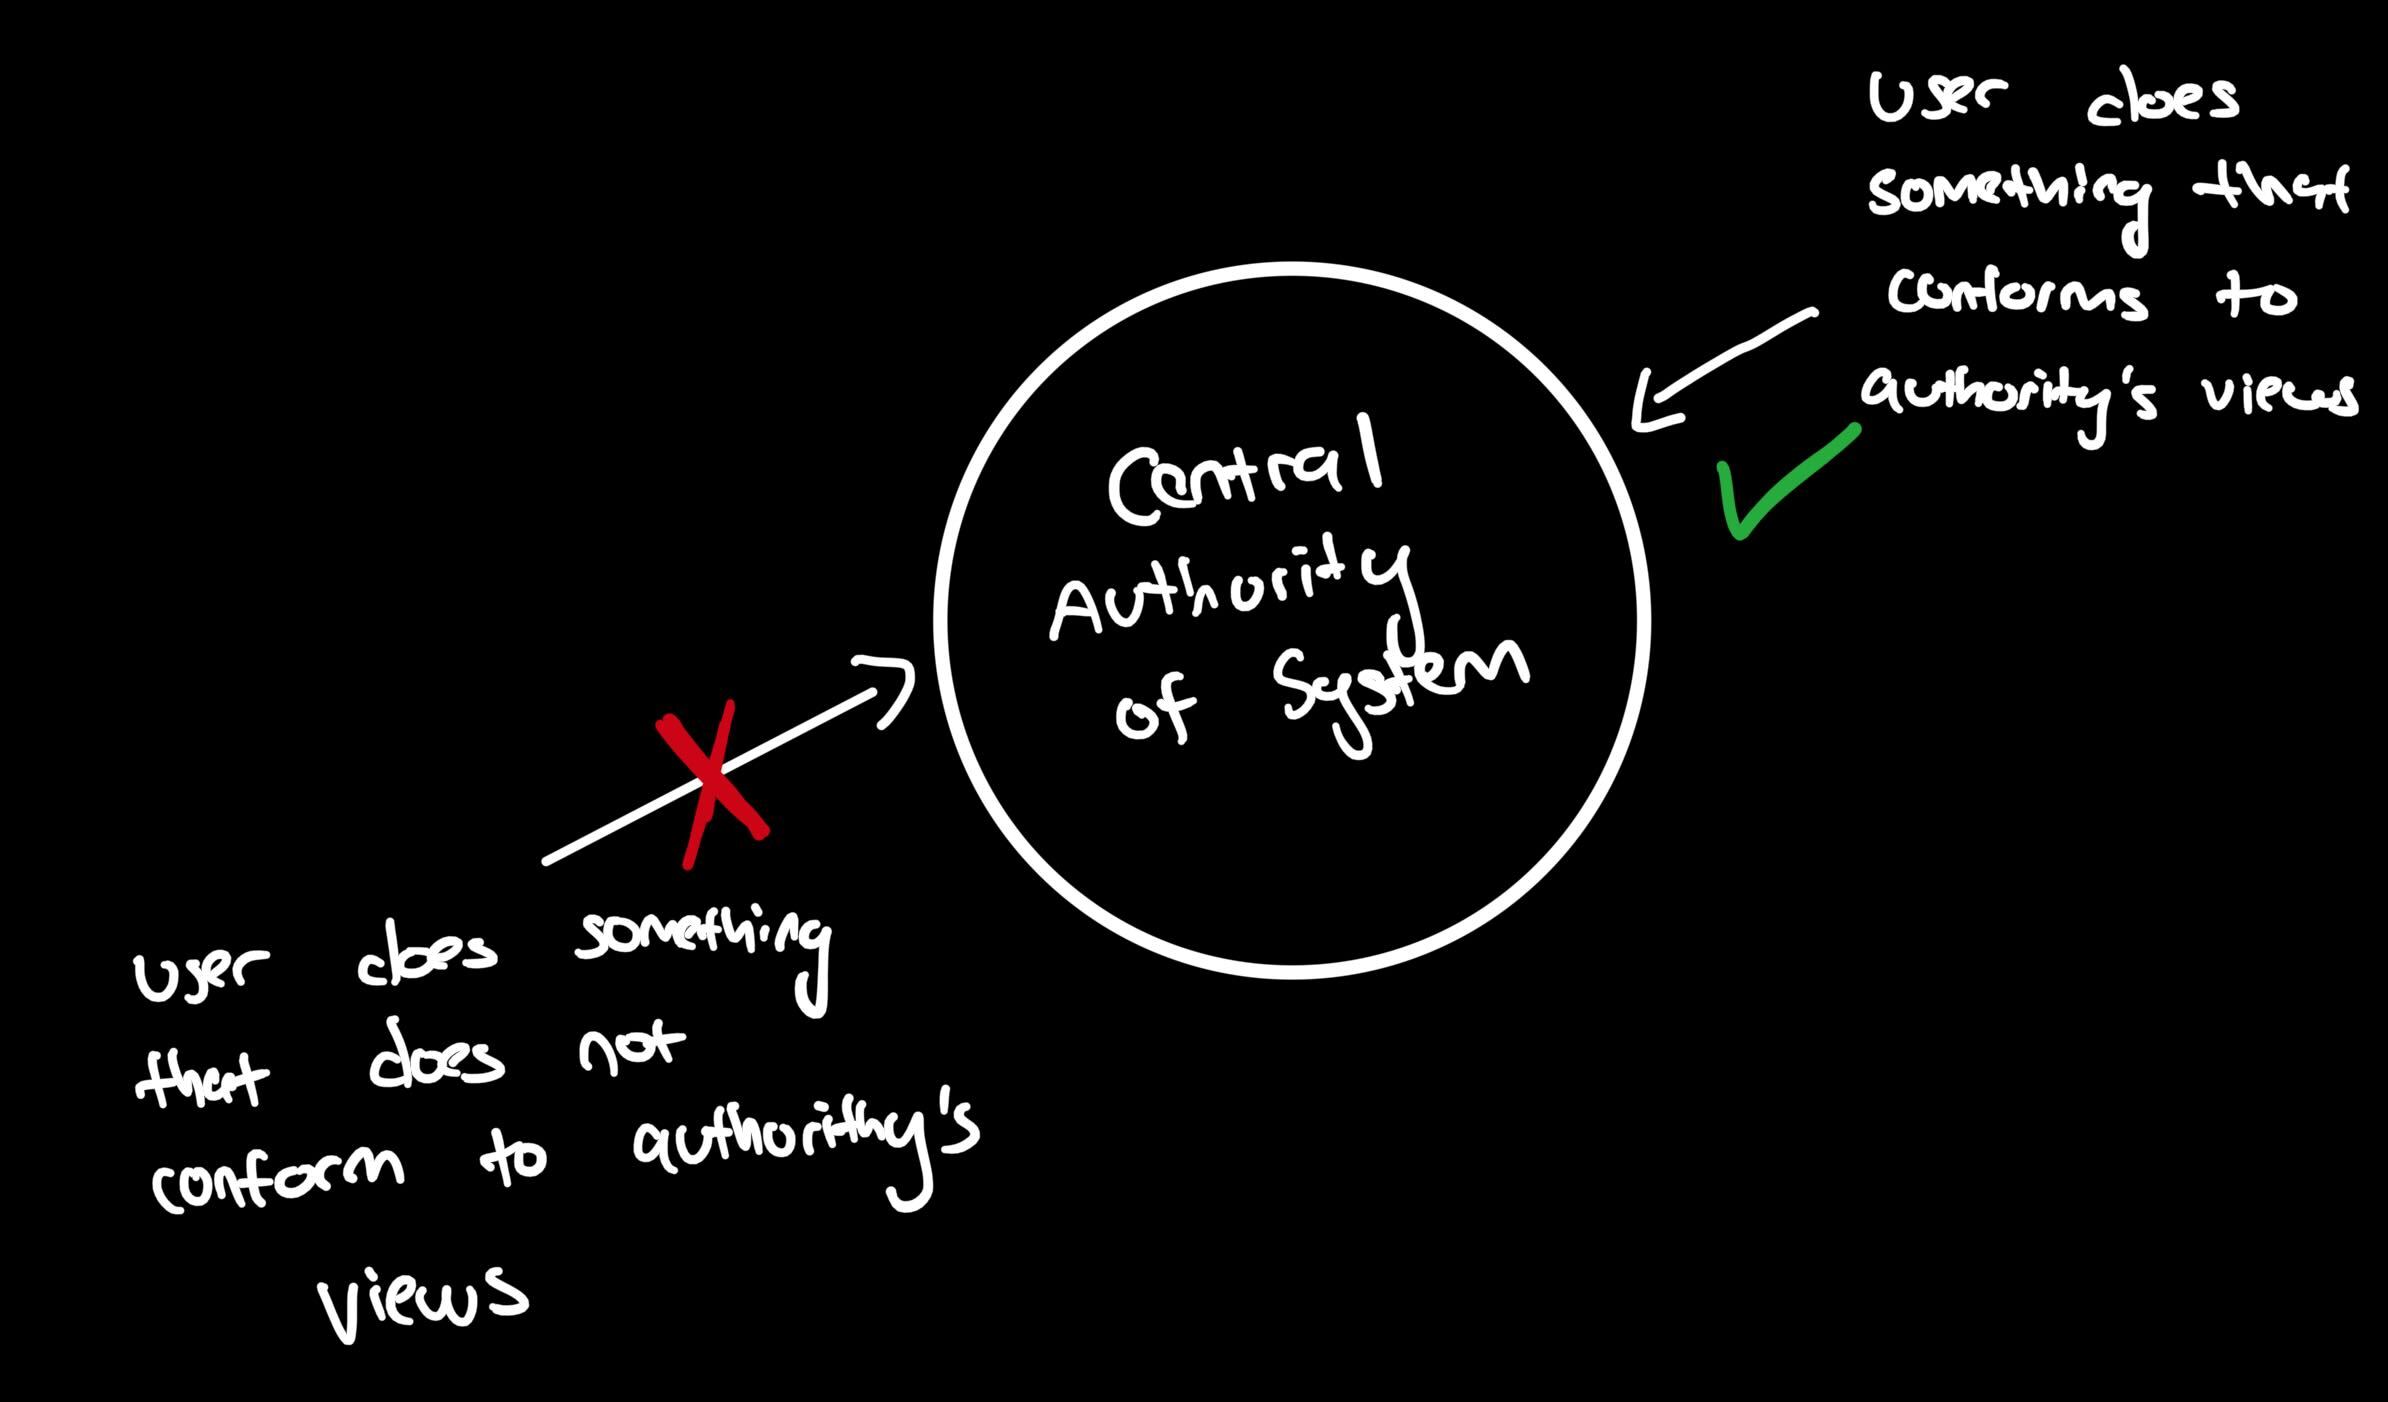 User does
something that
conforms to
authority's views
Central
Authority
of System
User does something
that does not
conform to authorithy's
views